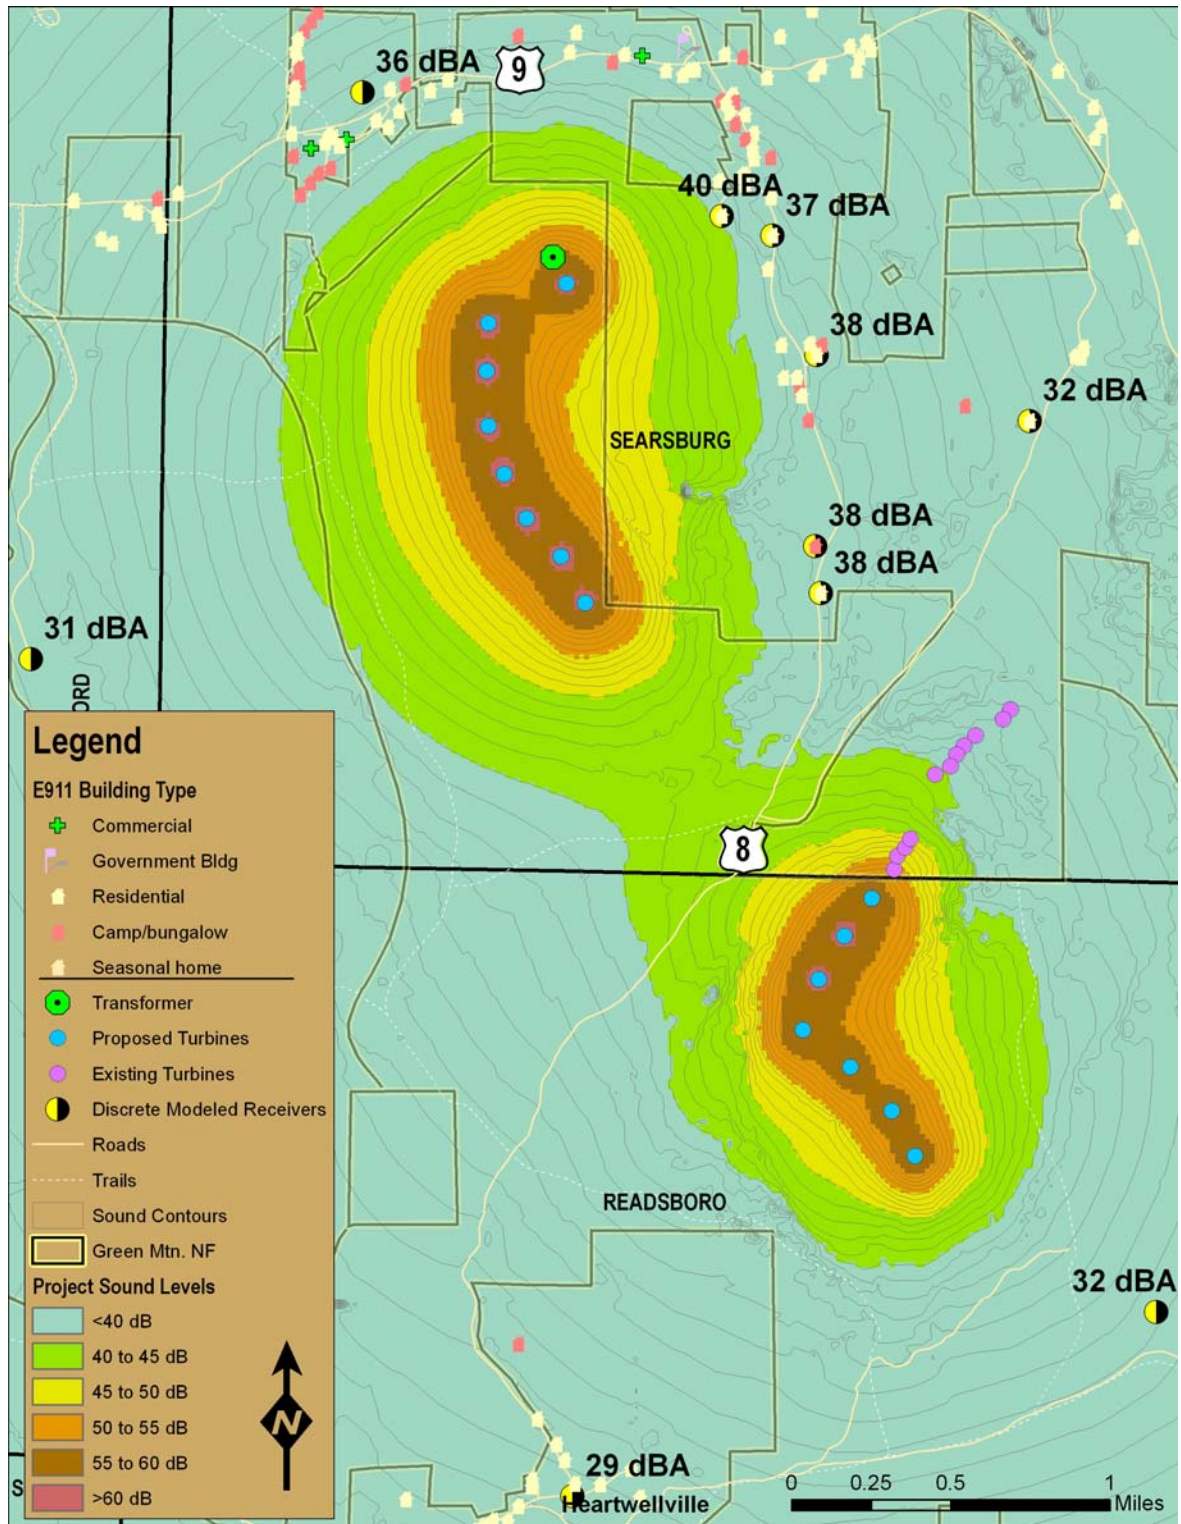 36 dBA
9
40 dBA
37 dBA
38 dBA
32 dBA
SEARSBURG
38 dBA
38 dBA
31 dBA
ORD
8
READSBORO
32 dBA
29 dBA
Heartwellville
S
Legend
E911 Building Type
Commercial
Government Bldg
Residential
Camp/bungalow
Seasonal home
Transformer
Proposed Turbines
Existing Turbines
Discrete Modeled Receivers
Roads
Trails
Sound Contours
Green Mtn. NF
Project Sound Levels
<40 dB
40 to 45 dB
45 to 50 dB
50 to 55 dB
55 to 60 dB
>60 dB
N
0 0.25 0.5 1
Miles